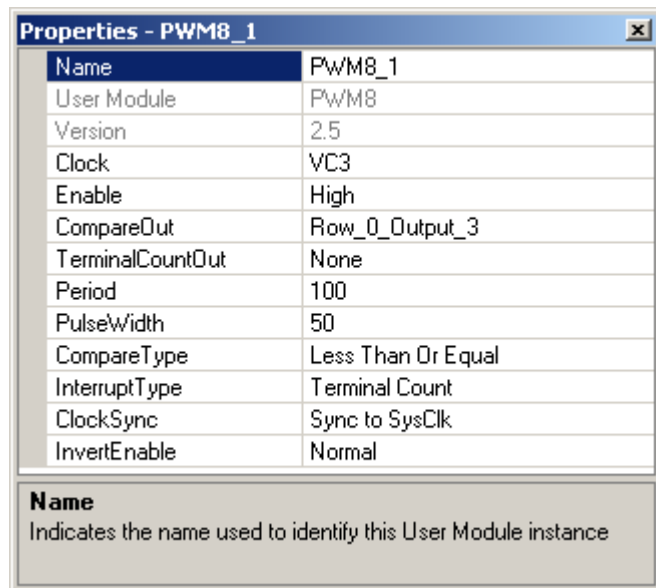 Properties - PWM8_1
Name PWM8_1
User Module PWM8
Version 2.5
Clock VC3
Enable High
CompareOut Row_0_Output_3
TerminalCountOut None
Period 100
PulseWidth 50
CompareType Less Than Or Equal
InterruptType Terminal Count
ClockSync Sync to SysClk
InvertEnable Normal
Name
Indicates the name used to identify this User Module instance